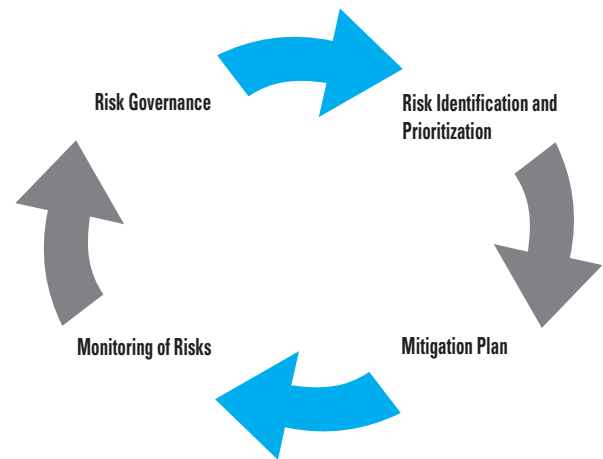 Risk Governance
Risk Identification and
Prioritization
Monitoring of Risks
Mitigation Plan